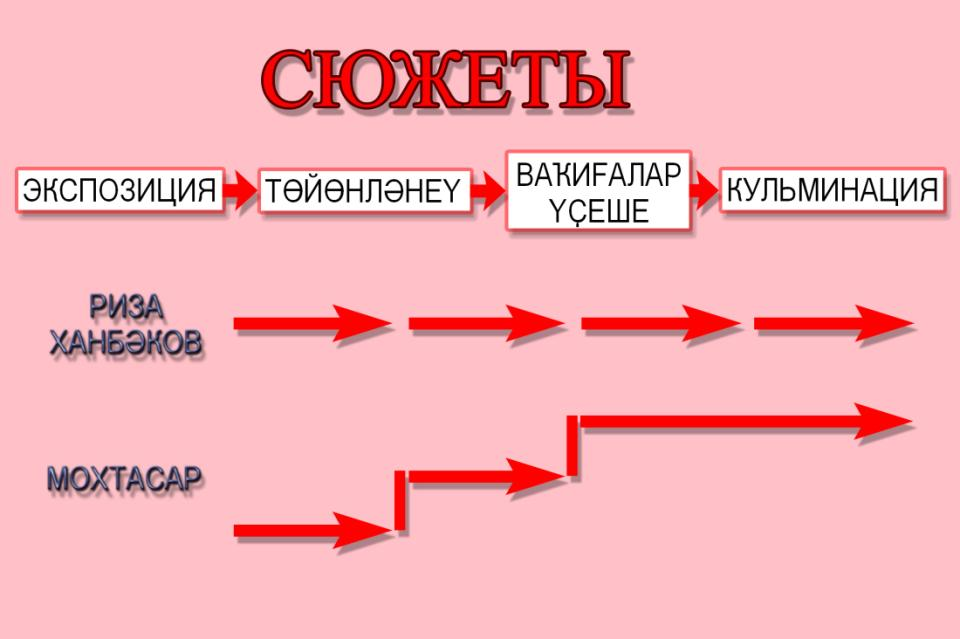 СЮЖЕТЫ
ЭКСПОЗИЦИЯ
ТӨЙӨНЛӘНЕҮ
ВАҠИҒАЛАР
ҮҪЕШЕ
КУЛЬМИНАЦИЯ
РИЗА
ХАНБӘКОВ
МОХТАСАР